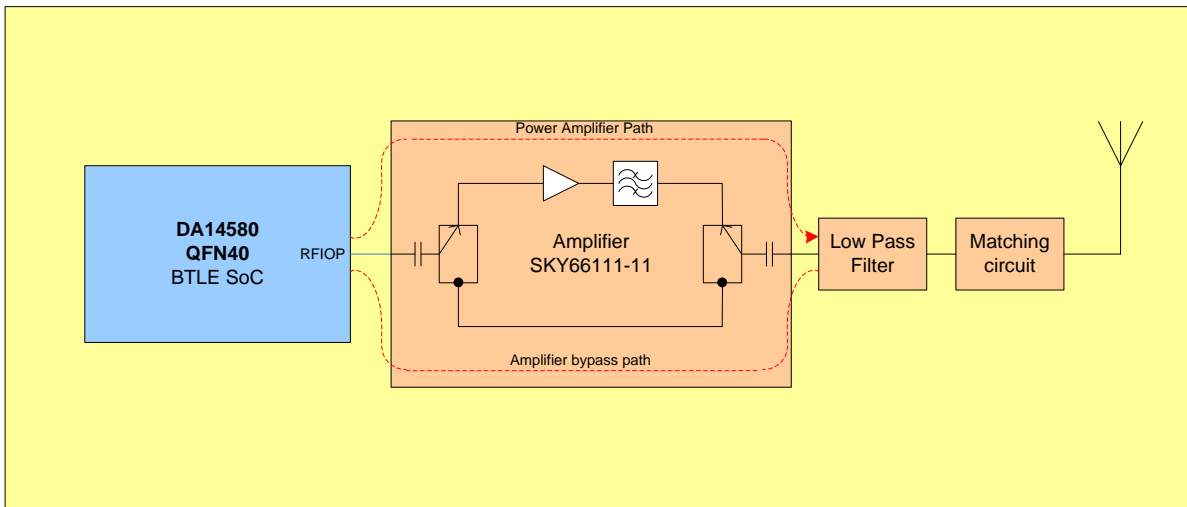 Power Amplifier Path
DA14580
QFN40
BTLE SoC
RFIOP
Amplifier
SKY66111-11
Low Pass
Filter
Matching
circuit
Amplifier bypass path